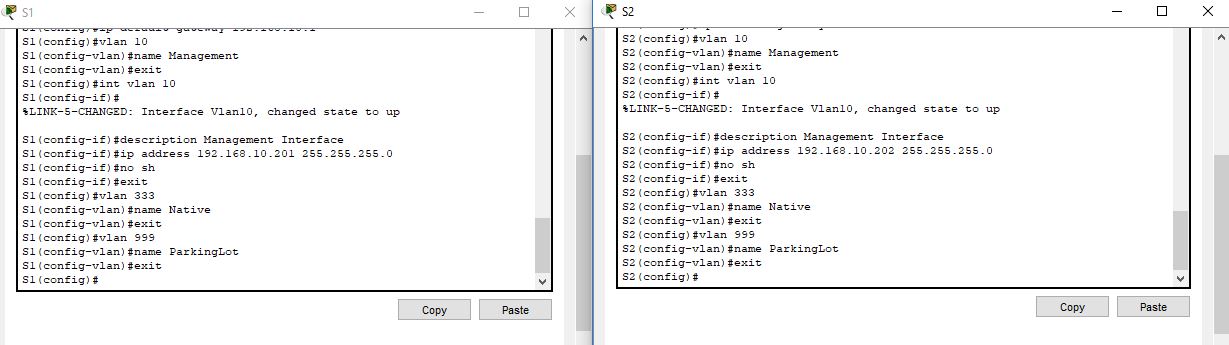 S1
S1(config)#ip default-gateway 192.168.10.1
S1(config)#vlan 10
S1(config-vlan)#name Management
S1(config-vlan)#exit
S1(config)#int vlan 10
S1(config-if)#
%LINK-5-CHANGED: Interface Vlan10, changed state to up
S1(config-if)#description Management Interface
S1(config-if)#ip address 192.168.10.201 255.255.255.0
S1(config-if)#no sh
S1(config-if)#exit
S1(config)#vlan 333
S1(config-vlan)#name Native
S1(config-vlan)#exit
S1(config)#vlan 999
S1(config-vlan)#name ParkingLot
S1(config-vlan)#exit
S1(config)#
Copy
Paste
S2
S2(config)#vlan 10
S2(config-vlan)#name Management
S2(config-vlan)#exit
S2(config)#int vlan 10
S2(config-if)#
%LINK-5-CHANGED: Interface Vlan10, changed state to up
S2(config-if)#description Management Interface
S2(config-if)#ip address 192.168.10.202 255.255.255.0
S2(config-if)#no sh
S2(config-if)#exit
S2(config)#vlan 333
S2(config-vlan)#name Native
S2(config-vlan)#exit
S2(config)#vlan 999
S2(config-vlan)#name ParkingLot
S2(config-vlan)#exit
S2(config)#
Copy
Paste